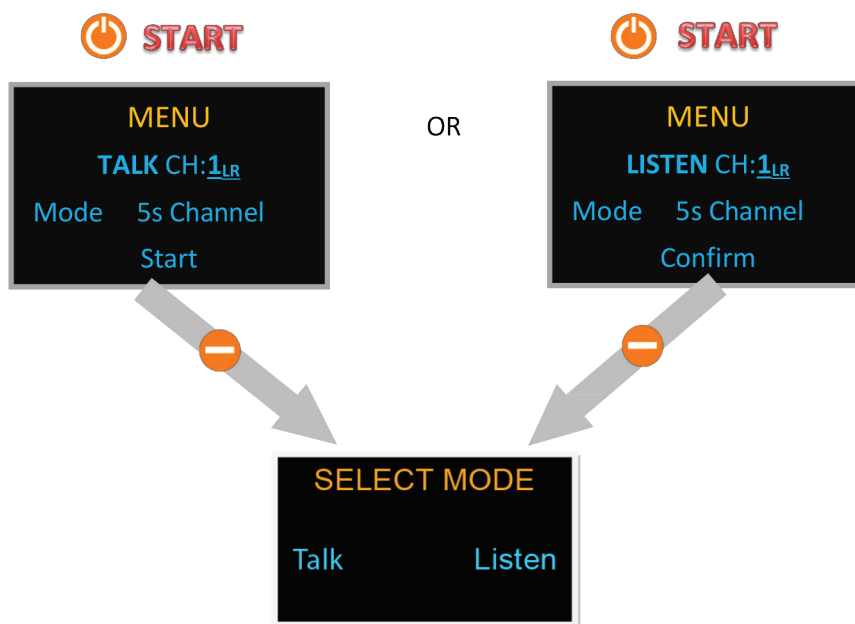 START
MENU
TALK CH:1LR
Mode 5s Channel
Start
OR
START
MENU
LISTEN CH:1LR
Mode 5s Channel
Confirm
SELECT MODE
Talk Listen